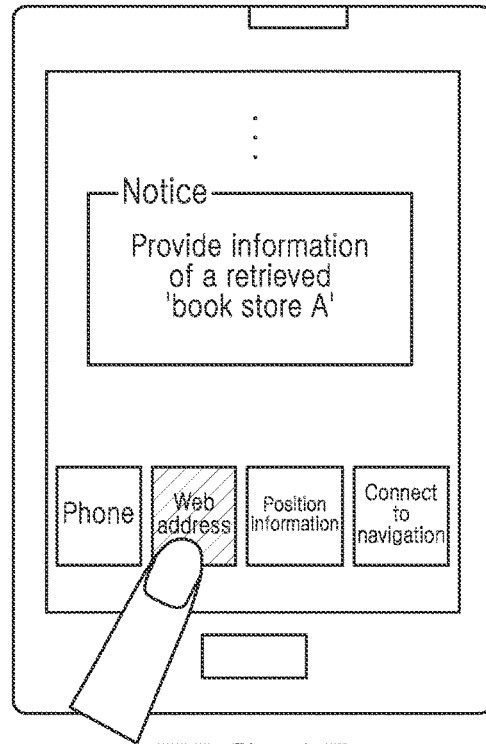 Notice
Provide information
of a retrieved
'book store A'
Phone
Web
address
Position
information
Connect
to
navigation